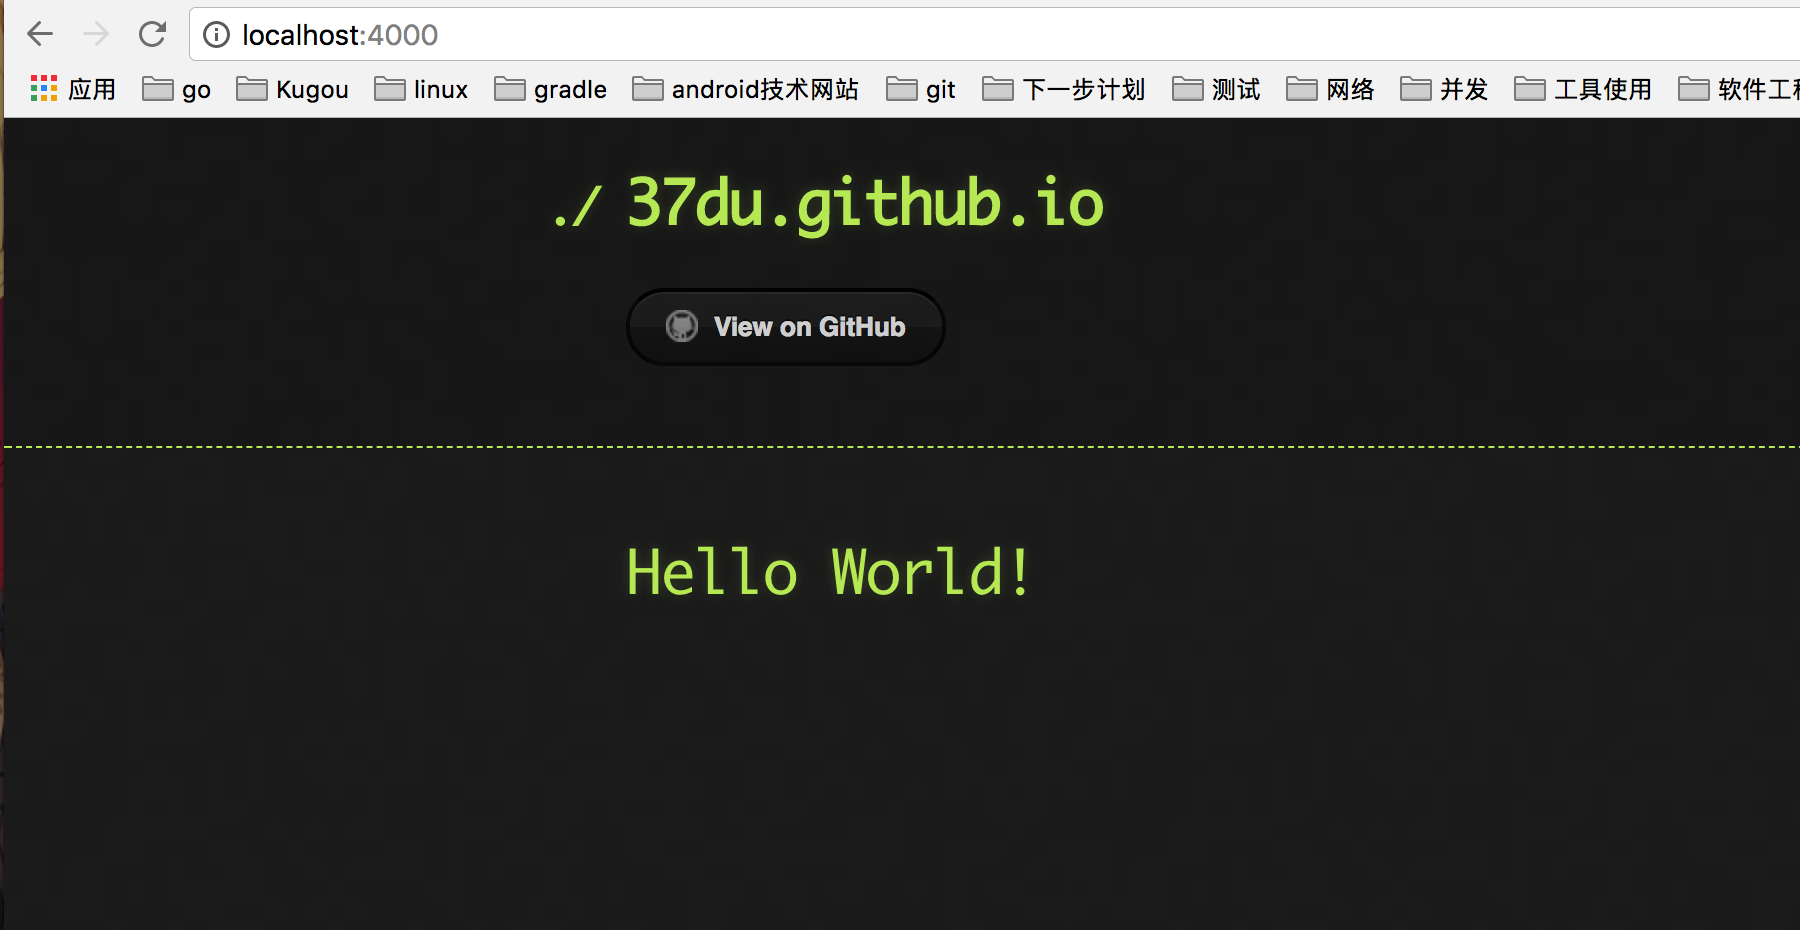 localhost:4000
应用 go Kugou linux gradle android技术网站 git 下一步计划 测试 网络 并发 工具使用 软件工
./ 37du.github.io
View on GitHub
Hello World!